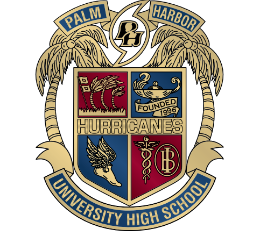 PALM HARBOR
PH
FOUNDED
1996
HURRICANES
IB
UNIVERSITY HIGH SCHOOL